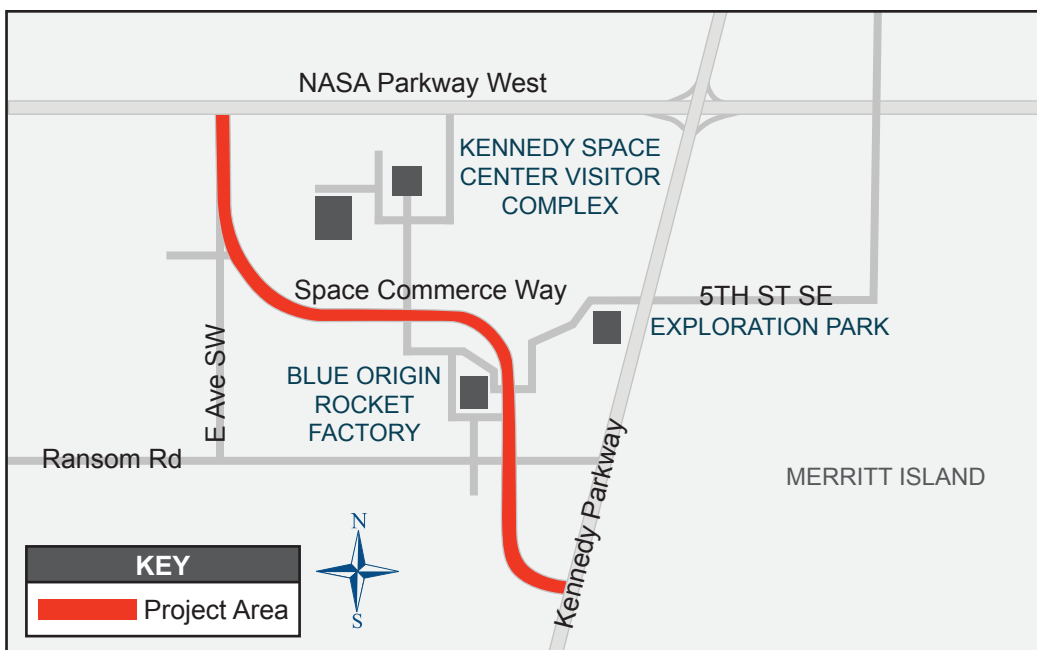 NASA Parkway West
KENNEDY SPACE
CENTER VISITOR
COMPLEX
Space Commerce Way
5TH ST SE
EXPLORATION PARK
E Ave SW
BLUE ORIGIN
ROCKET
FACTORY
Ransom Rd
Kennedy Parkway
MERRITT ISLAND
N
S
KEY
Project Area